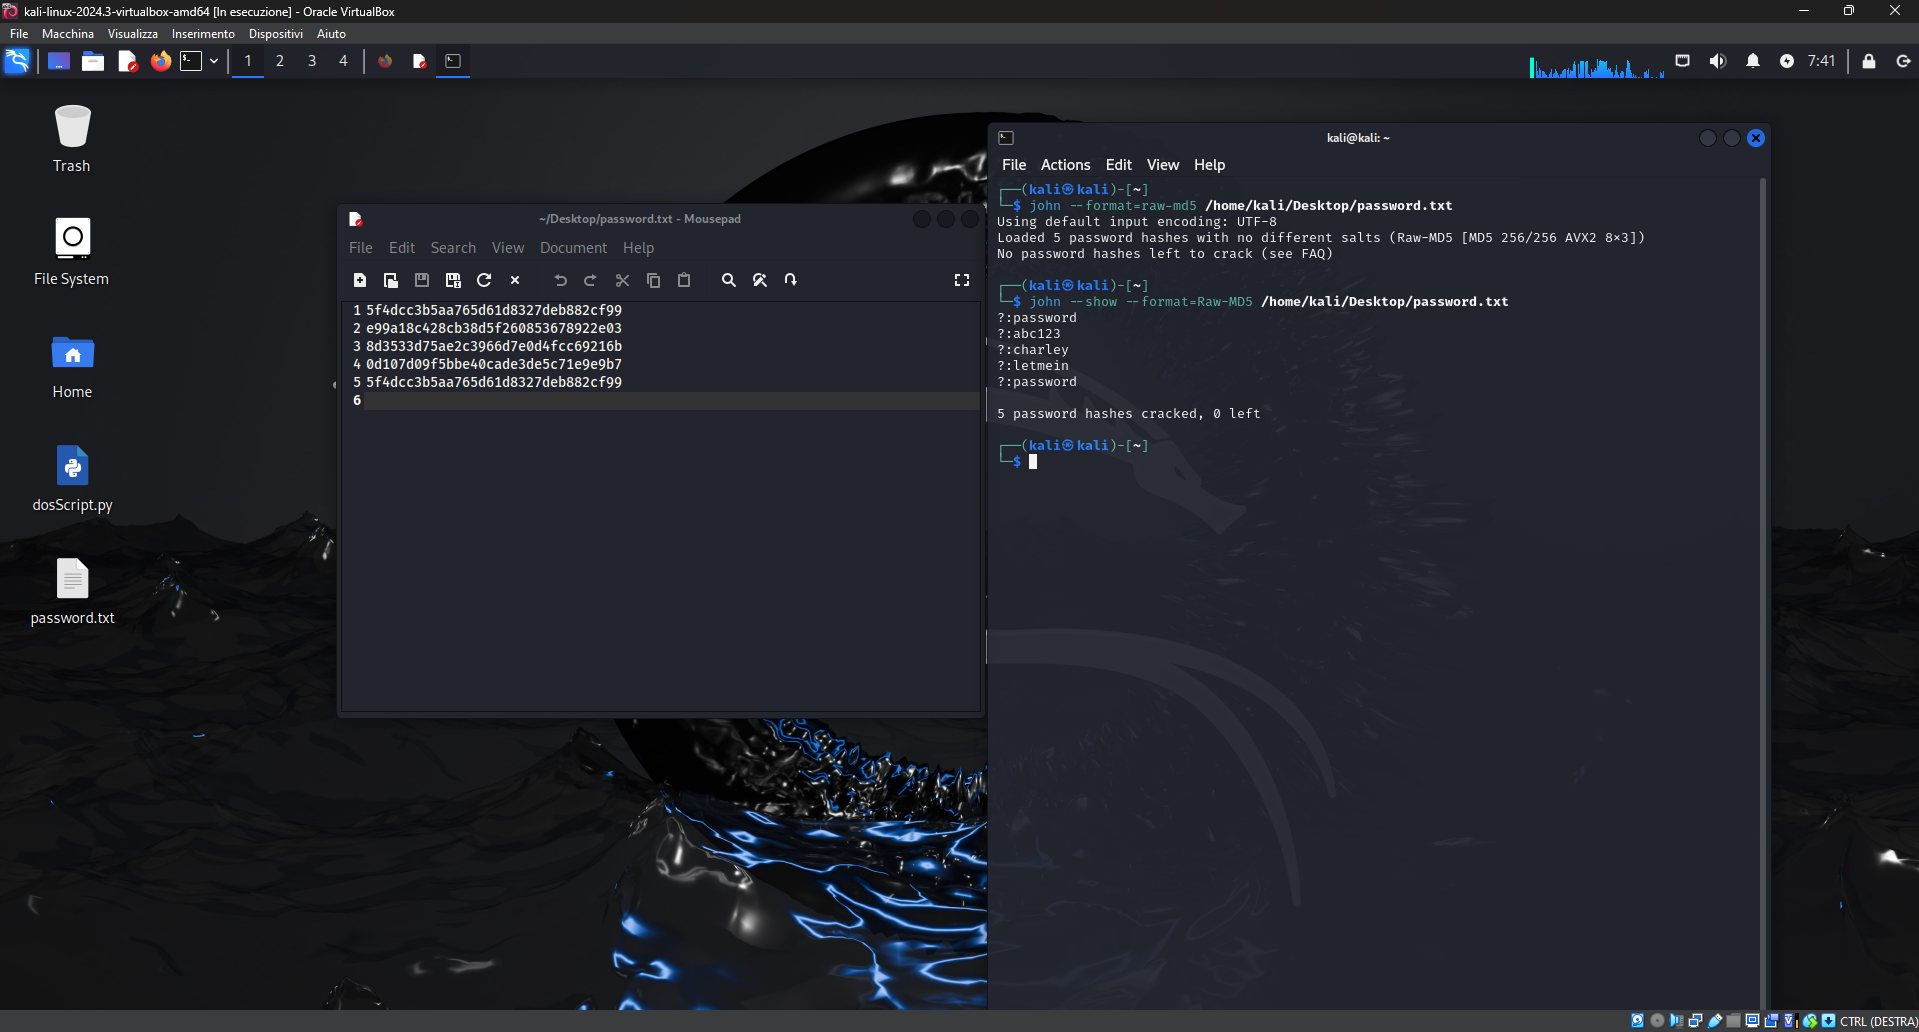 kali-linux-2024.3-virtualbox-amd64 [In esecuzione] - Oracle VirtualBox
File Macchina Visualizza Inserimento Dispositivi Aiuto
1 2 3 4
7:41
Trash
File System
Home
dosScript.py
password.txt
~/Desktop/password.txt - Mousepad
File Edit Search View Document Help
1 5f4dcc3b5aa765d61d8327deb882cf99
2 e99a18c428cb38d5f260853678922e03
3 8d3533d75ae2c3966d7e0d4fcc69216b
4 0d107d09f5bbe40cade3de5c71e9e9b7
5 5f4dcc3b5aa765d61d8327deb882cf99
6
kali@kali: ~
File Actions Edit View Help
┌──(kali㉿kali)-[~]
└─$ john --format=raw-md5 /home/kali/Desktop/password.txt
Using default input encoding: UTF-8
Loaded 5 password hashes with no different salts (Raw-MD5 [MD5 256/256 AVX2 8×3])
No password hashes left to crack (see FAQ)
┌──(kali㉿kali)-[~]
└─$ john --show --format=Raw-MD5 /home/kali/Desktop/password.txt
?:password
?:abc123
?:charley
?:letmein
?:password
5 password hashes cracked, 0 left
┌──(kali㉿kali)-[~]
└─$
CTRL (DESTRA)